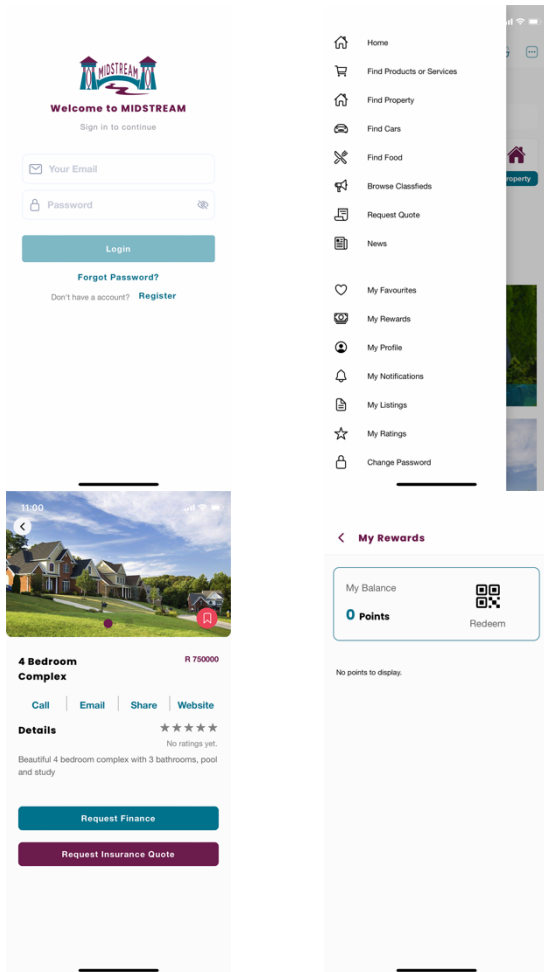 MIDSTREAM
Welcome to MIDSTREAM
Sign in to continue
Your Email
Password
Login
Forgot Password?
Don't have a account? Register
Home
Find Products or Services
Find Property
Find Cars
Find Food
Browse Classfieds
Request Quote
News
My Favourites
My Rewards
My Profile
My Notifications
My Listings
My Ratings
Change Password
roperty
11:00
4 Bedroom
Complex
R 750000
Call Email Share Website
Details
No ratings yet.
Beautiful 4 bedroom complex with 3 bathrooms, pool
and study
Request Finance
Request Insurance Quote
My Rewards
My Balance
0 Points
Redeem
No points to display.